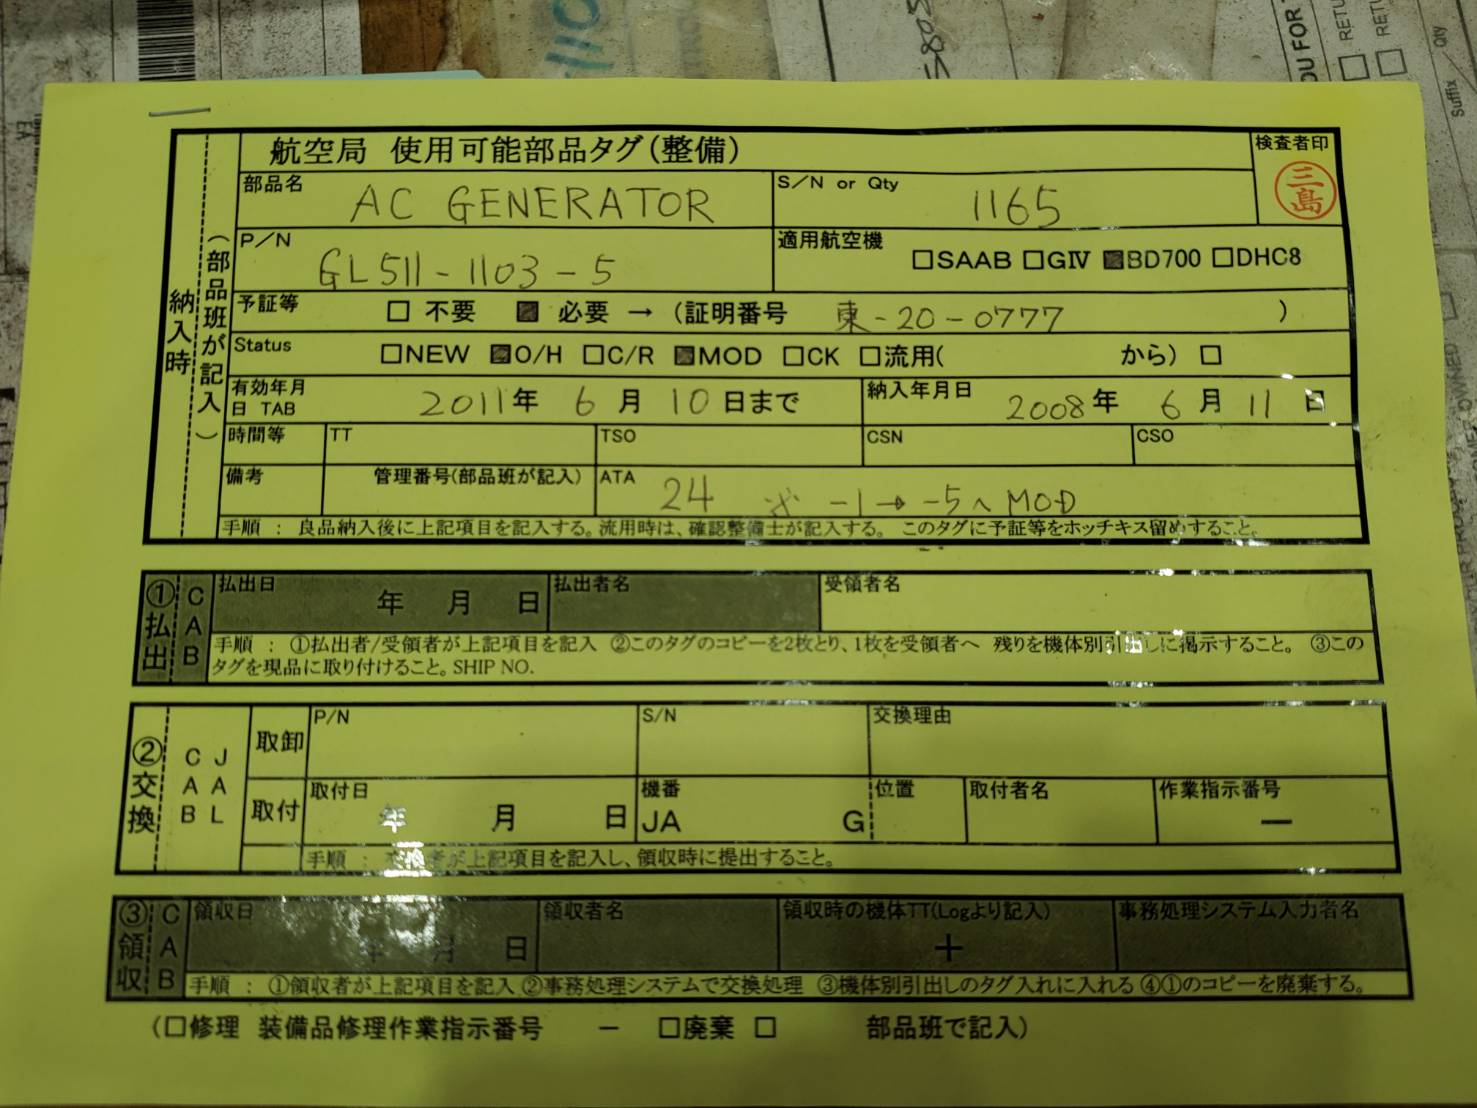 EA
1105
5805
OU FOR
RETU
RETU
Suffix
Qty
航空局 使用可能部品タグ(整備)
検査者印
三島
納入時
(部品班が記入)
部品名 AC GENERATOR
S/N or Qty 1165
P/N GL511-1103-5
適用航空機 □SAAB □GⅣ ■BD700 □DHC8
予証等 □ 不要 ■ 必要 → (証明番号 東-20-0777 )
Status □NEW ■O/H □C/R ■MOD □CK □流用( から) □
有効年月日 TAB 2011年 6月 10日まで
納入年月日 2008年 6月 11日
時間等 TT TSO CSN CSO
備考 管理番号(部品班が記入) ATA 24 ※ -1→-5へMOD
手順 : 良品納入後に上記項目を記入する。流用時は、確認整備士が記入する。 このタグに予証等をホッチキス留めすること。
①払出
CAB
払出日 年 月 日 払出者名 受領者名
手順 : ①払出者/受領者が上記項目を記入 ②このタグのコピーを2枚とり、1枚を受領者へ 残りを機体別引出しに掲示すること。 ③この
タグを現品に取り付けること。SHIP NO.
②交換
CAB JAL
取卸 P/N S/N 交換理由
取付 取付日 年 月 日 機番 JA G 位置 取付者名 作業指示番号 ー
手順 : 交換者が上記項目を記入し、領収時に提出すること。
③領収
CAB
領収日 年 月 日 領収者名 領収時の機体TT(Logより記入) + 事務処理システム入力者名
手順 : ①領収者が上記項目を記入 ②事務処理システムで交換処理 ③機体別引出しのタグ入れに入れる ④①のコピーを廃棄する。
(□修理 装備品修理作業指示番号 ー □廃棄 □ 部品班で記入)